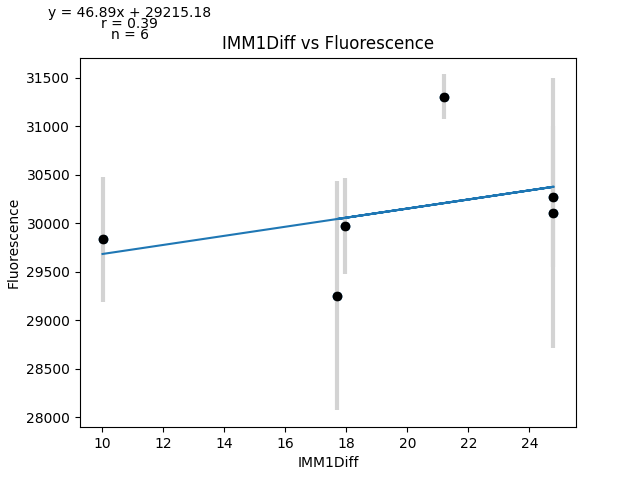 y = 46.89x + 29215.18
r = 0.39
n = 6
IMM1Diff vs Fluorescence
31500
31000
30500
30000
29500
29000
28500
28000
Fluorescence
10 12 14 16 18 20 22 24
IMM1Diff